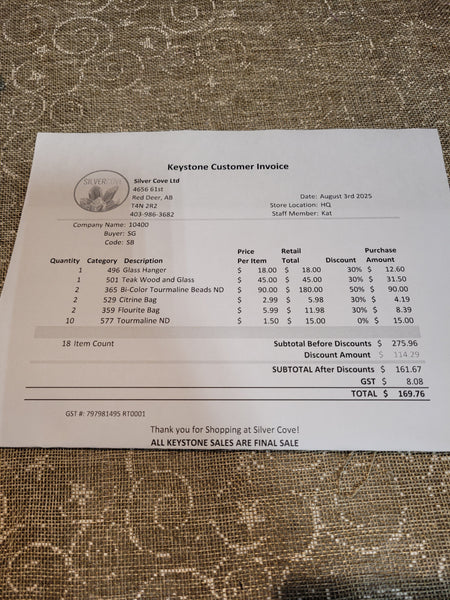 Keystone Customer Invoice
SILVERCOVE
Silver Cove Ltd
4656 61st
Red Deer, AB
T4N 2R2
403-986-3682
Date: August 3rd 2025
Store Location: HQ
Staff Member: Kat
Company Name: 10400
Buyer: SG
Code: SB
Quantity Category Description Price Per Item Retail Total Discount Purchase Amount
1 496 Glass Hanger $ 18.00 $ 18.00 30% $ 12.60
1 501 Teak Wood and Glass $ 45.00 $ 45.00 30% $ 31.50
2 365 Bi-Color Tourmaline Beads ND $ 90.00 $ 180.00 50% $ 90.00
2 529 Citrine Bag $ 2.99 $ 5.98 30% $ 4.19
2 359 Flourite Bag $ 5.99 $ 11.98 30% $ 8.39
10 577 Tourmaline ND $ 1.50 $ 15.00 0% $ 15.00
18 Item Count Subtotal Before Discounts $ 275.96
Discount Amount $ 114.29
SUBTOTAL After Discounts $ 161.67
GST $ 8.08
TOTAL $ 169.76
GST #: 797981495 RT0001
Thank you for Shopping at Silver Cove!
ALL KEYSTONE SALES ARE FINAL SALE